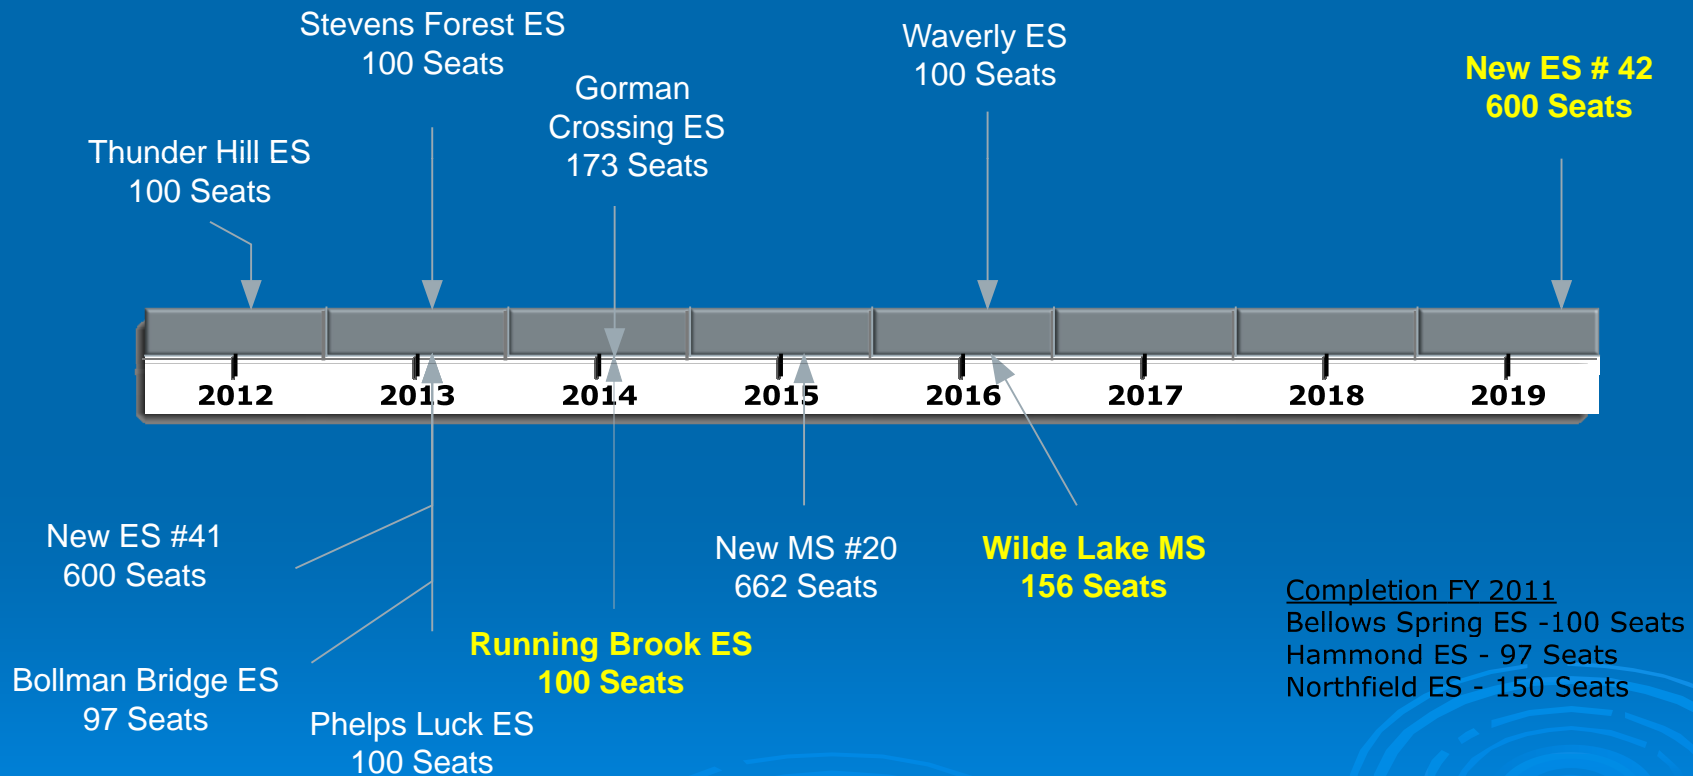 Stevens Forest ES
100 Seats
Waverly ES
100 Seats
New ES # 42
600 Seats
Gorman
Crossing ES
173 Seats
Thunder Hill ES
100 Seats
2012
2013
2014
2015
2016
2017
2018
2019
New ES #41
600 Seats
New MS #20
662 Seats
Wilde Lake MS
156 Seats
Running Brook ES
100 Seats
Bollman Bridge ES
97 Seats
Phelps Luck ES
100 Seats
Completion FY 2011
Bellows Spring ES -100 Seats
Hammond ES - 97 Seats
Northfield ES - 150 Seats